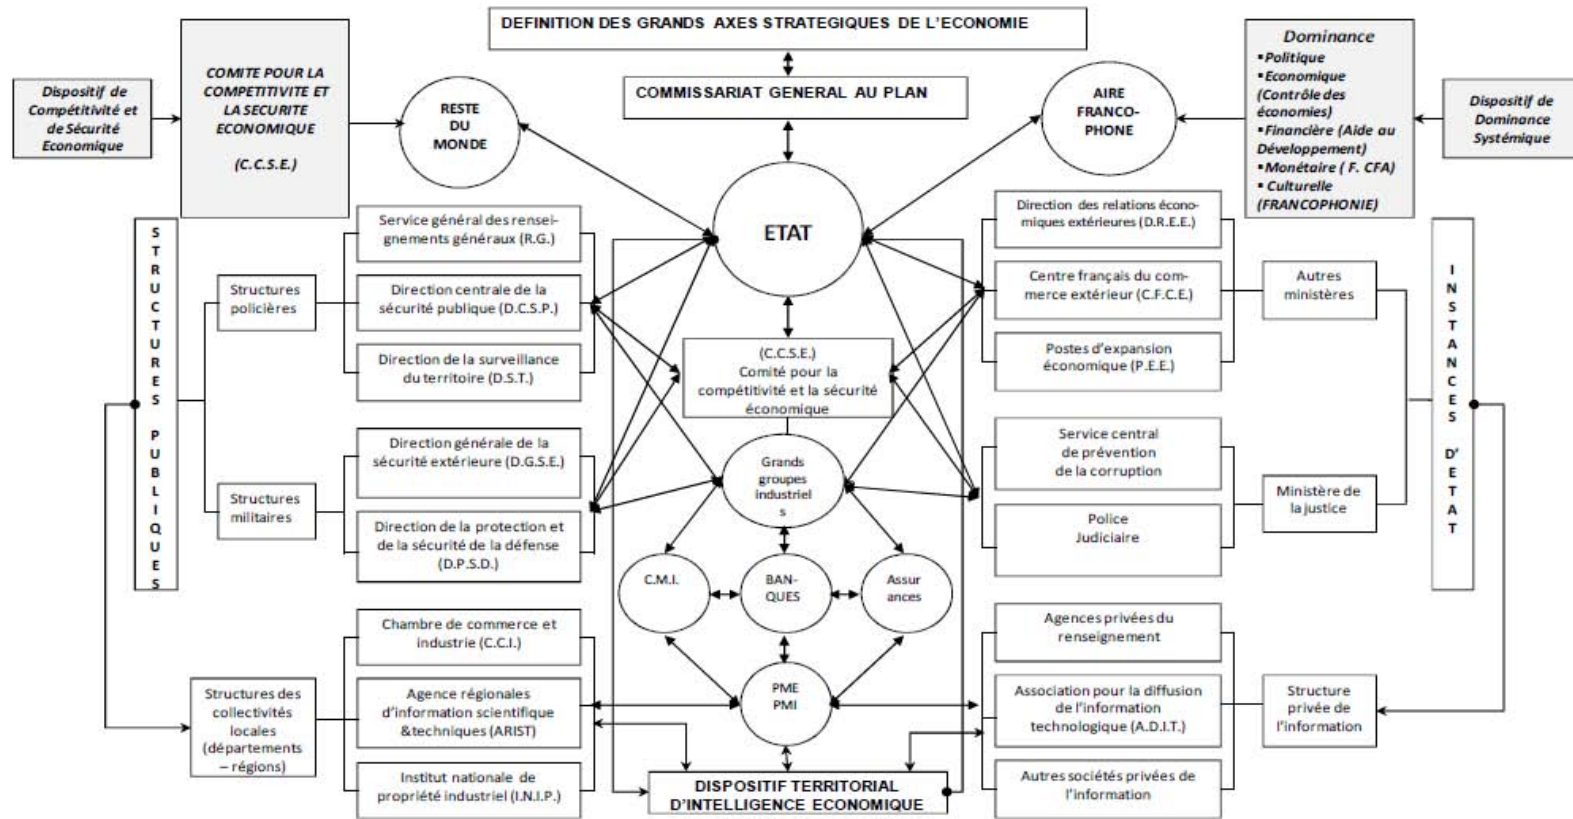 DEFINITION DES GRANDS AXES STRATEGIQUES DE L'ECONOMIE
COMMISSARIAT GENERAL AU PLAN
Dispositif de
Compétitivité et
de Sécurité
Economique
COMITE POUR LA
COMPETITIVITE ET
LA SECURITE
ECONOMIQUE
(C.C.S.E.)
RESTE
DU
MONDE
AIRE
FRANCO-
PHONE
Dominance
▪Politique
▪Economique
(Contrôle des
économies)
▪Financière (Aide au
Développement)
▪Monétaire ( F. CFA)
▪ Culturelle
(FRANCOPHONIE)
Dispositif de
Dominance
Systémique
ETAT
STRUCTURES PUBLIQUES
Structures
policières
Service général des rensei-
gnements généraux (R.G.)
Direction centrale de la
sécurité publique (D.C.S.P.)
Direction de la surveillance
du territoire (D.S.T.)
Structures
militaires
Direction générale de la
sécurité extérieure (D.G.S.E.)
Direction de la protection et
de la sécurité de la défense
(D.P.S.D.)
Structures des
collectivités
locales
(départements
– régions)
Chambre de commerce et
industrie (C.C.I.)
Agence régionales
d'information scientifique
&techniques (ARIST)
Institut nationale de
propriété industriel (I.N.I.P.)
(C.C.S.E.)
Comité pour la
compétitivité et la sécurité
économique
Grands
groupes
industriel
s
C.M.I.
BAN-
QUES
Assur
ances
PME
PMI
DISPOSITIF TERRITORIAL
D'INTELLIGENCE ECONOMIQUE
Direction des relations écono-
miques extérieures (D.R.E.E.)
Centre français du com-
merce extérieur (C.F.C.E.)
Postes d'expansion
économique (P.E.E.)
Autres
ministères
Service central
de prévention
de la corruption
Police
Judiciaire
Ministère de
la justice
Agences privées du
renseignement
Association pour la diffusion
de l'information
technologique (A.D.I.T.)
Autres sociétés privées de
l'information
Structure
privée de
l'information
INSTANCES D'ETAT